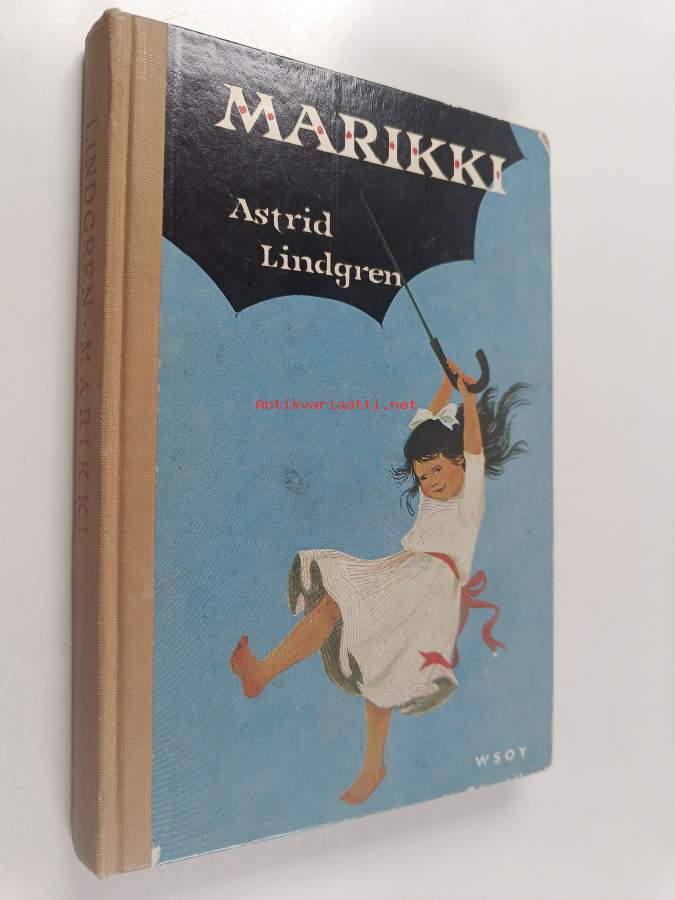 MARIKKI
Astrid
Lindgren
LINDGREN · MARIKKI
Antikvariaatti.net
WSOY